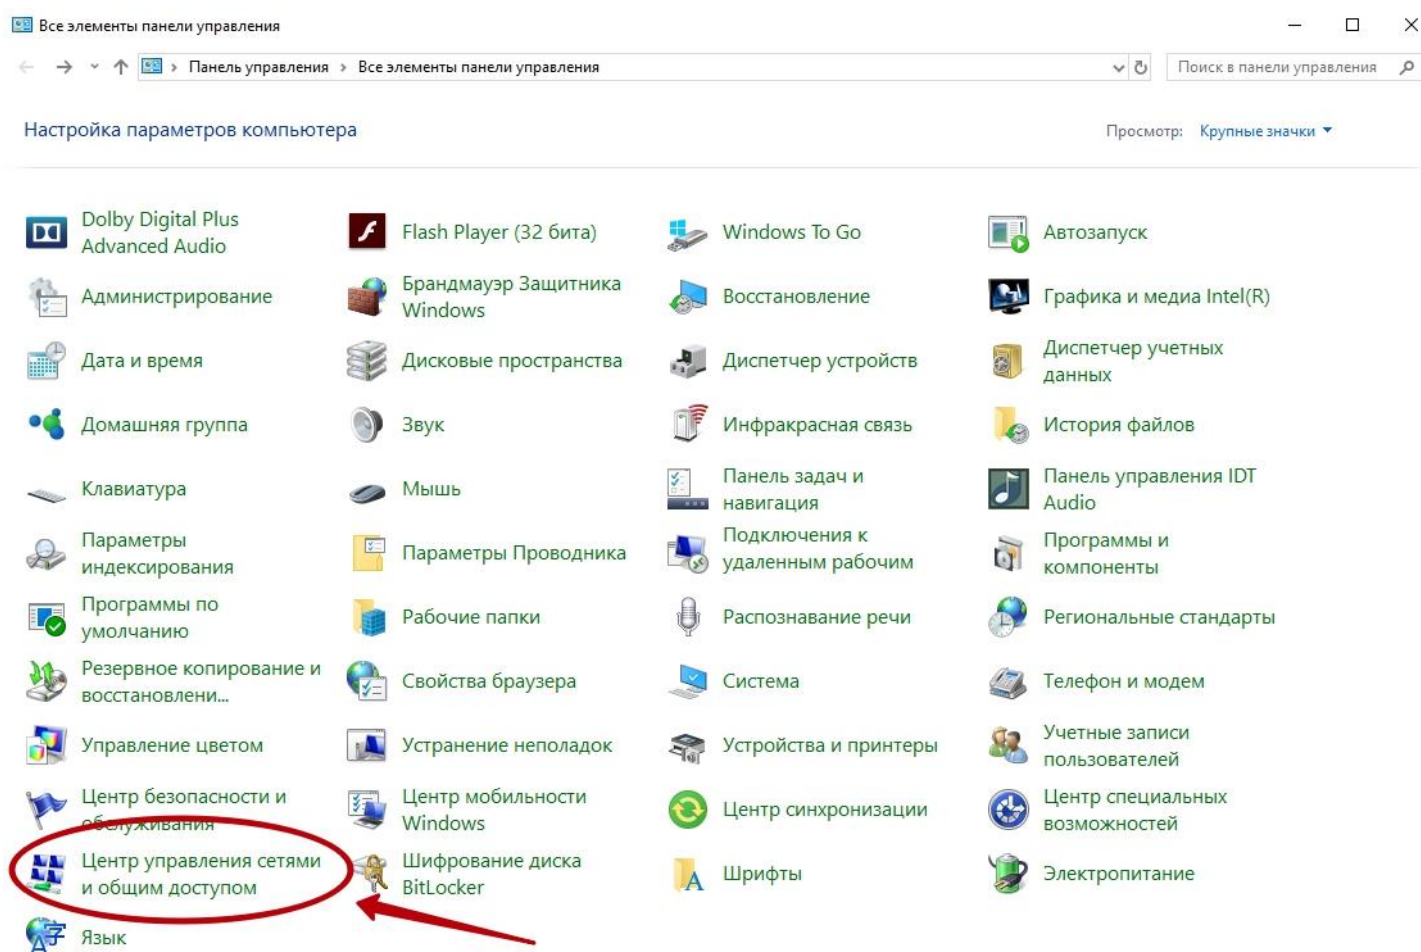 Все элементы панели управления
Панель управления > Все элементы панели управления
Поиск в панели управления
Настройка параметров компьютера
Просмотр: Крупные значки
Dolby Digital Plus
Advanced Audio
Flash Player (32 бита)
Windows To Go
Автозапуск
Администрирование
Брандмауэр Защитника
Windows
Восстановление
Графика и медиа Intel(R)
Дата и время
Дисковые пространства
Диспетчер устройств
Диспетчер учетных
данных
Домашняя группа
Звук
Инфракрасная связь
История файлов
Клавиатура
Мышь
Панель задач и
навигация
Панель управления IDT
Audio
Параметры
индексирования
Параметры Проводника
Подключения к
удаленным рабочим
Программы и
компоненты
Программы по
умолчанию
Рабочие папки
Распознавание речи
Региональные стандарты
Резервное копирование и
восстановлени...
Свойства браузера
Система
Телефон и модем
Управление цветом
Устранение неполадок
Устройства и принтеры
Учетные записи
пользователей
Центр безопасности и
обслуживания
Центр мобильности
Windows
Центр синхронизации
Центр специальных
возможностей
Центр управления сетями
и общим доступом
Шифрование диска
BitLocker
Шрифты
Электропитание
Язык